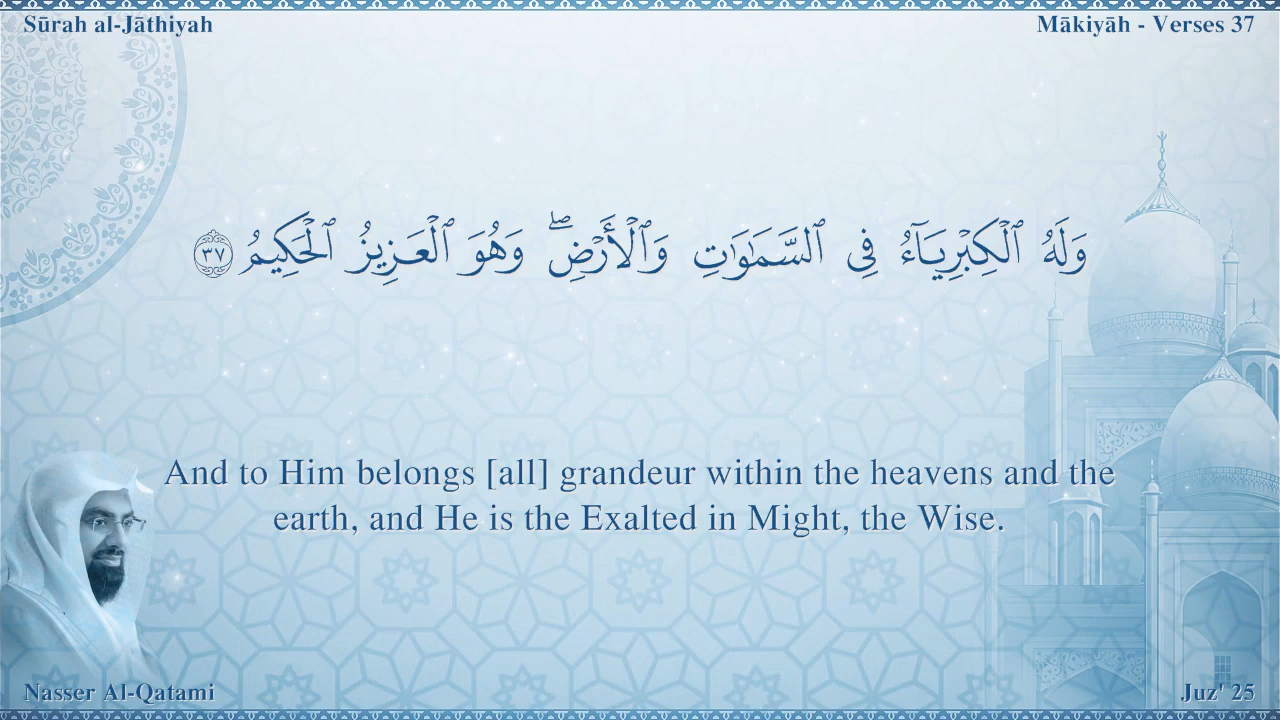 Sūrah al-Jāthiyah
Mākiyāh - Verses 37
وَلَهُ ٱلْكِبْرِيَآءُ فِى ٱلسَّمَـٰوَٰتِ وَٱلْأَرْضِ ۖ وَهُوَ ٱلْعَزِيزُ ٱلْحَكِيمُ ٣٧
And to Him belongs [all] grandeur within the heavens and the
earth, and He is the Exalted in Might, the Wise.
Nasser Al-Qatami
Juz' 25